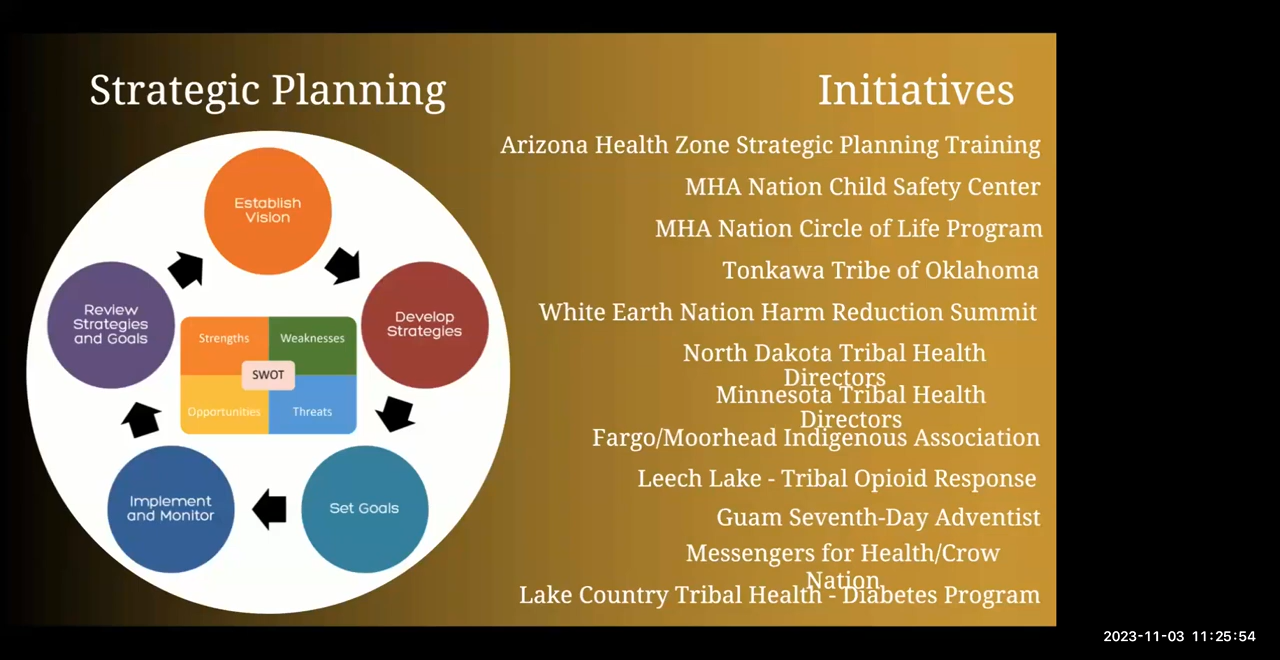 Strategic Planning
Initiatives
Establish
Vision
Develop
Strategies
Set Goals
Implement
and Monitor
Review
Strategies
and Goals
Strengths
Weaknesses
SWOT
Opportunities
Threats
Arizona Health Zone Strategic Planning Training
MHA Nation Child Safety Center
MHA Nation Circle of Life Program
Tonkawa Tribe of Oklahoma
White Earth Nation Harm Reduction Summit
North Dakota Tribal Health
Directors
Minnesota Tribal Health
Directors
Fargo/Moorhead Indigenous Association
Leech Lake - Tribal Opioid Response
Guam Seventh-Day Adventist
Messengers for Health/Crow
Nation
Lake Country Tribal Health - Diabetes Program
2023-11-03 11:25:54